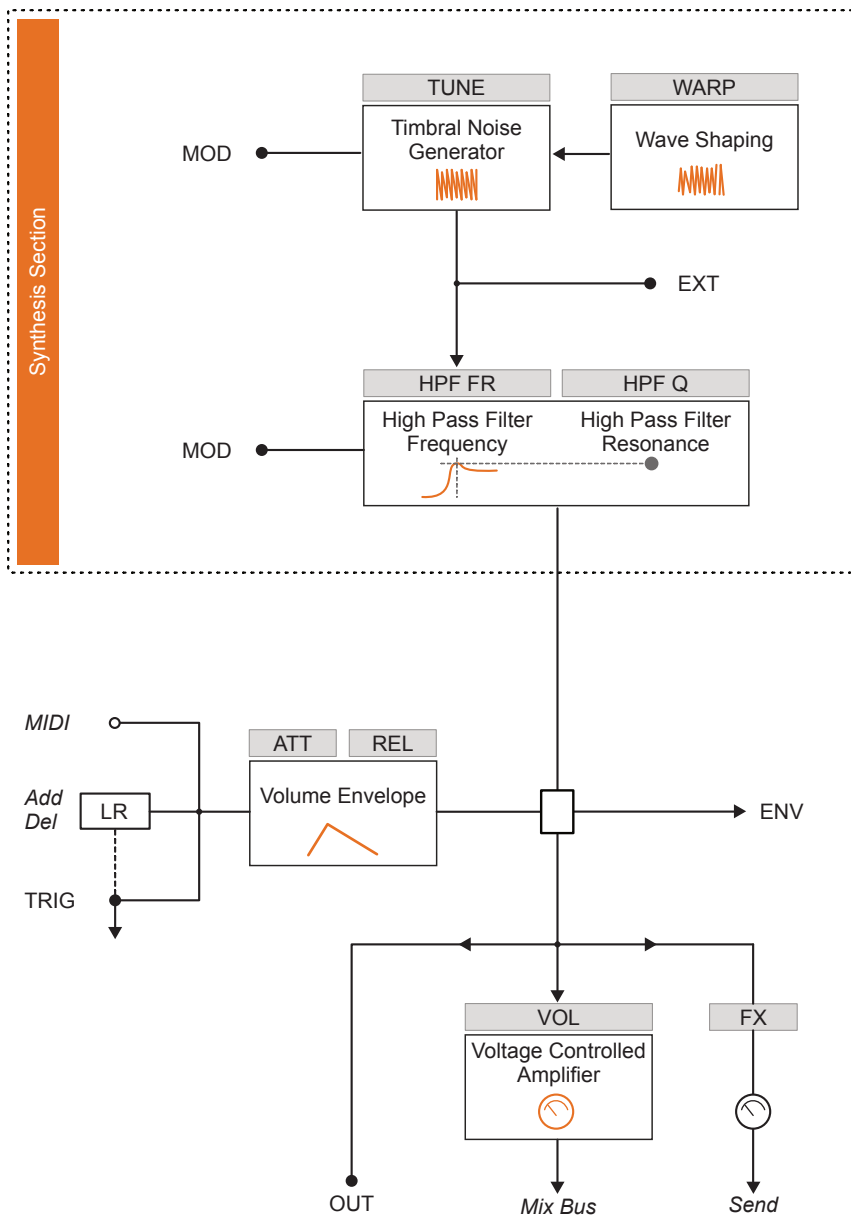 Synthesis Section
TUNE
WARP
Timbral Noise
Generator
Wave Shaping
MOD
EXT
HPF FR
HPF Q
High Pass Filter
Frequency
High Pass Filter
Resonance
MOD
MIDI
ATT
REL
Add
Del
LR
Volume Envelope
ENV
TRIG
VOL
FX
Voltage Controlled
Amplifier
OUT
Mix Bus
Send